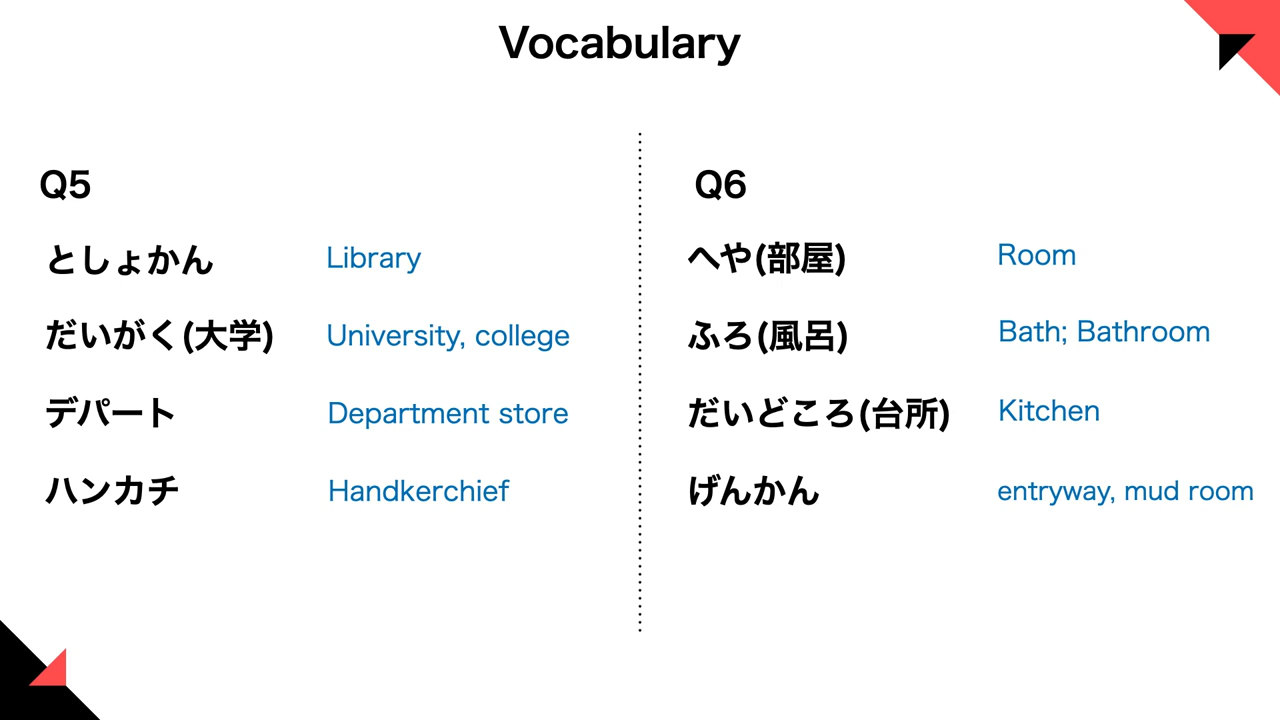 Vocabulary
Q5
としょかん Library
だいがく(大学) University, college
デパート Department store
ハンカチ Handkerchief
Q6
へや(部屋) Room
ふろ(風呂) Bath; Bathroom
だいどころ(台所) Kitchen
げんかん entryway, mud room